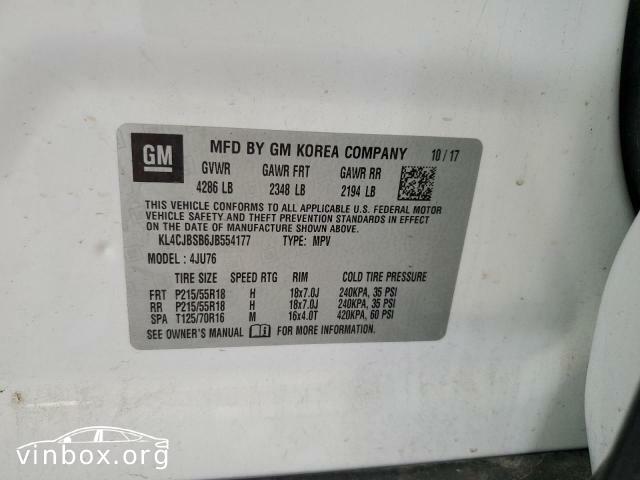 GM MFD BY GM KOREA COMPANY 10 / 17
GVWR GAWR FRT GAWR RR
4286 LB 2348 LB 2194 LB
THIS VEHICLE CONFORMS TO ALL APPLICABLE U.S. FEDERAL MOTOR
VEHICLE SAFETY AND THEFT PREVENTION STANDARDS IN EFFECT
ON THE DATE OF MANUFACTURE SHOWN ABOVE.
KL4CJBSB6JB554177 TYPE: MPV
MODEL : 4JU76
TIRE SIZE SPEED RTG RIM COLD TIRE PRESSURE
FRT P215/55R18 H 18x7.0J 240KPA, 35 PSI
RR P215/55R18 H 18x7.0J 240KPA, 35 PSI
SPA T125/70R16 M 16x4.0T 420KPA, 60 PSI
SEE OWNER'S MANUAL FOR MORE INFORMATION.
vinbox.org